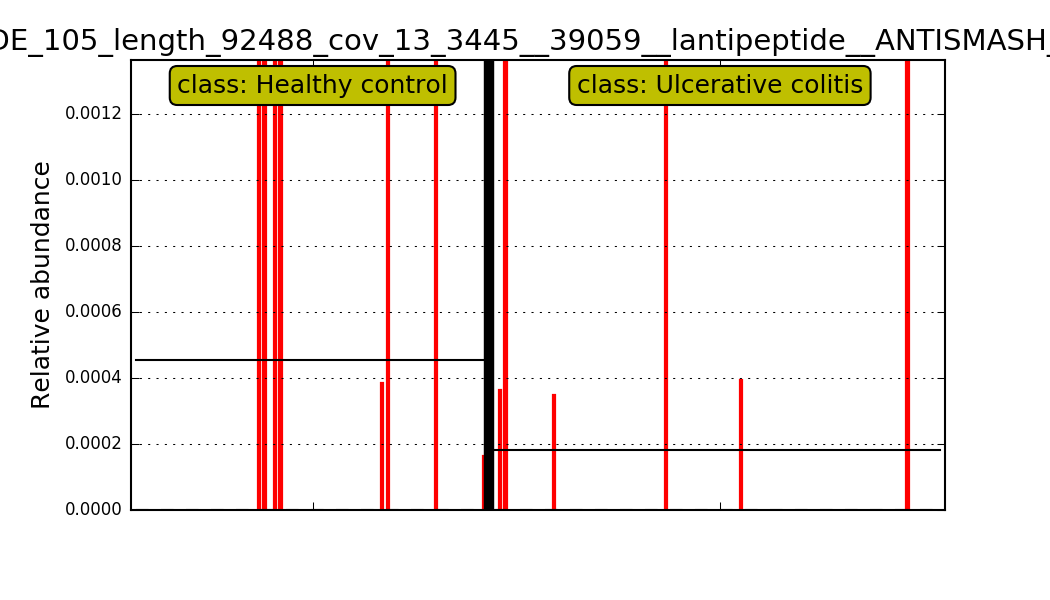 DE_105_length_92488_cov_13_3445__39059__lantipeptide__ANTISMASH_
class: Healthy control
class: Ulcerative colitis
Relative abundance
0.0012
0.0010
0.0008
0.0006
0.0004
0.0002
0.0000